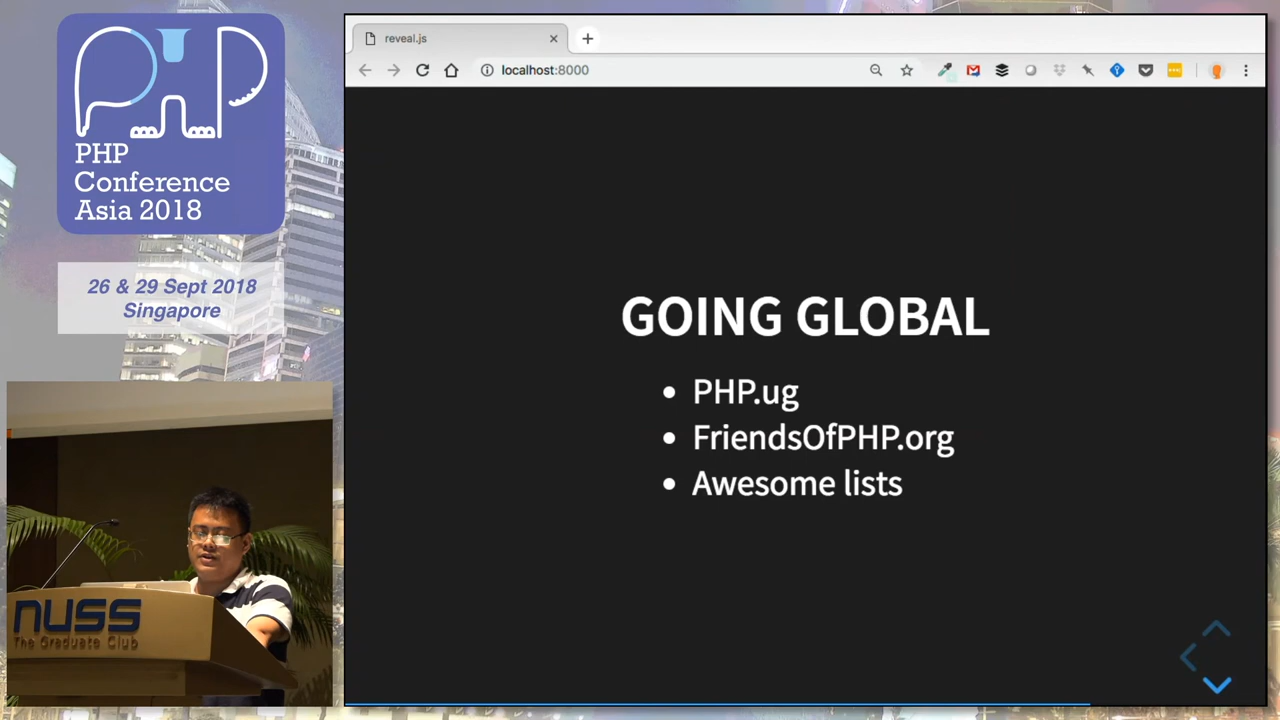 PHP
PHP
Conference
Asia 2018
26 & 29 Sept 2018
Singapore
nuss
The Graduate Club
reveal.js
localhost:8000
GOING GLOBAL
PHP.ug
FriendsOfPHP.org
Awesome lists